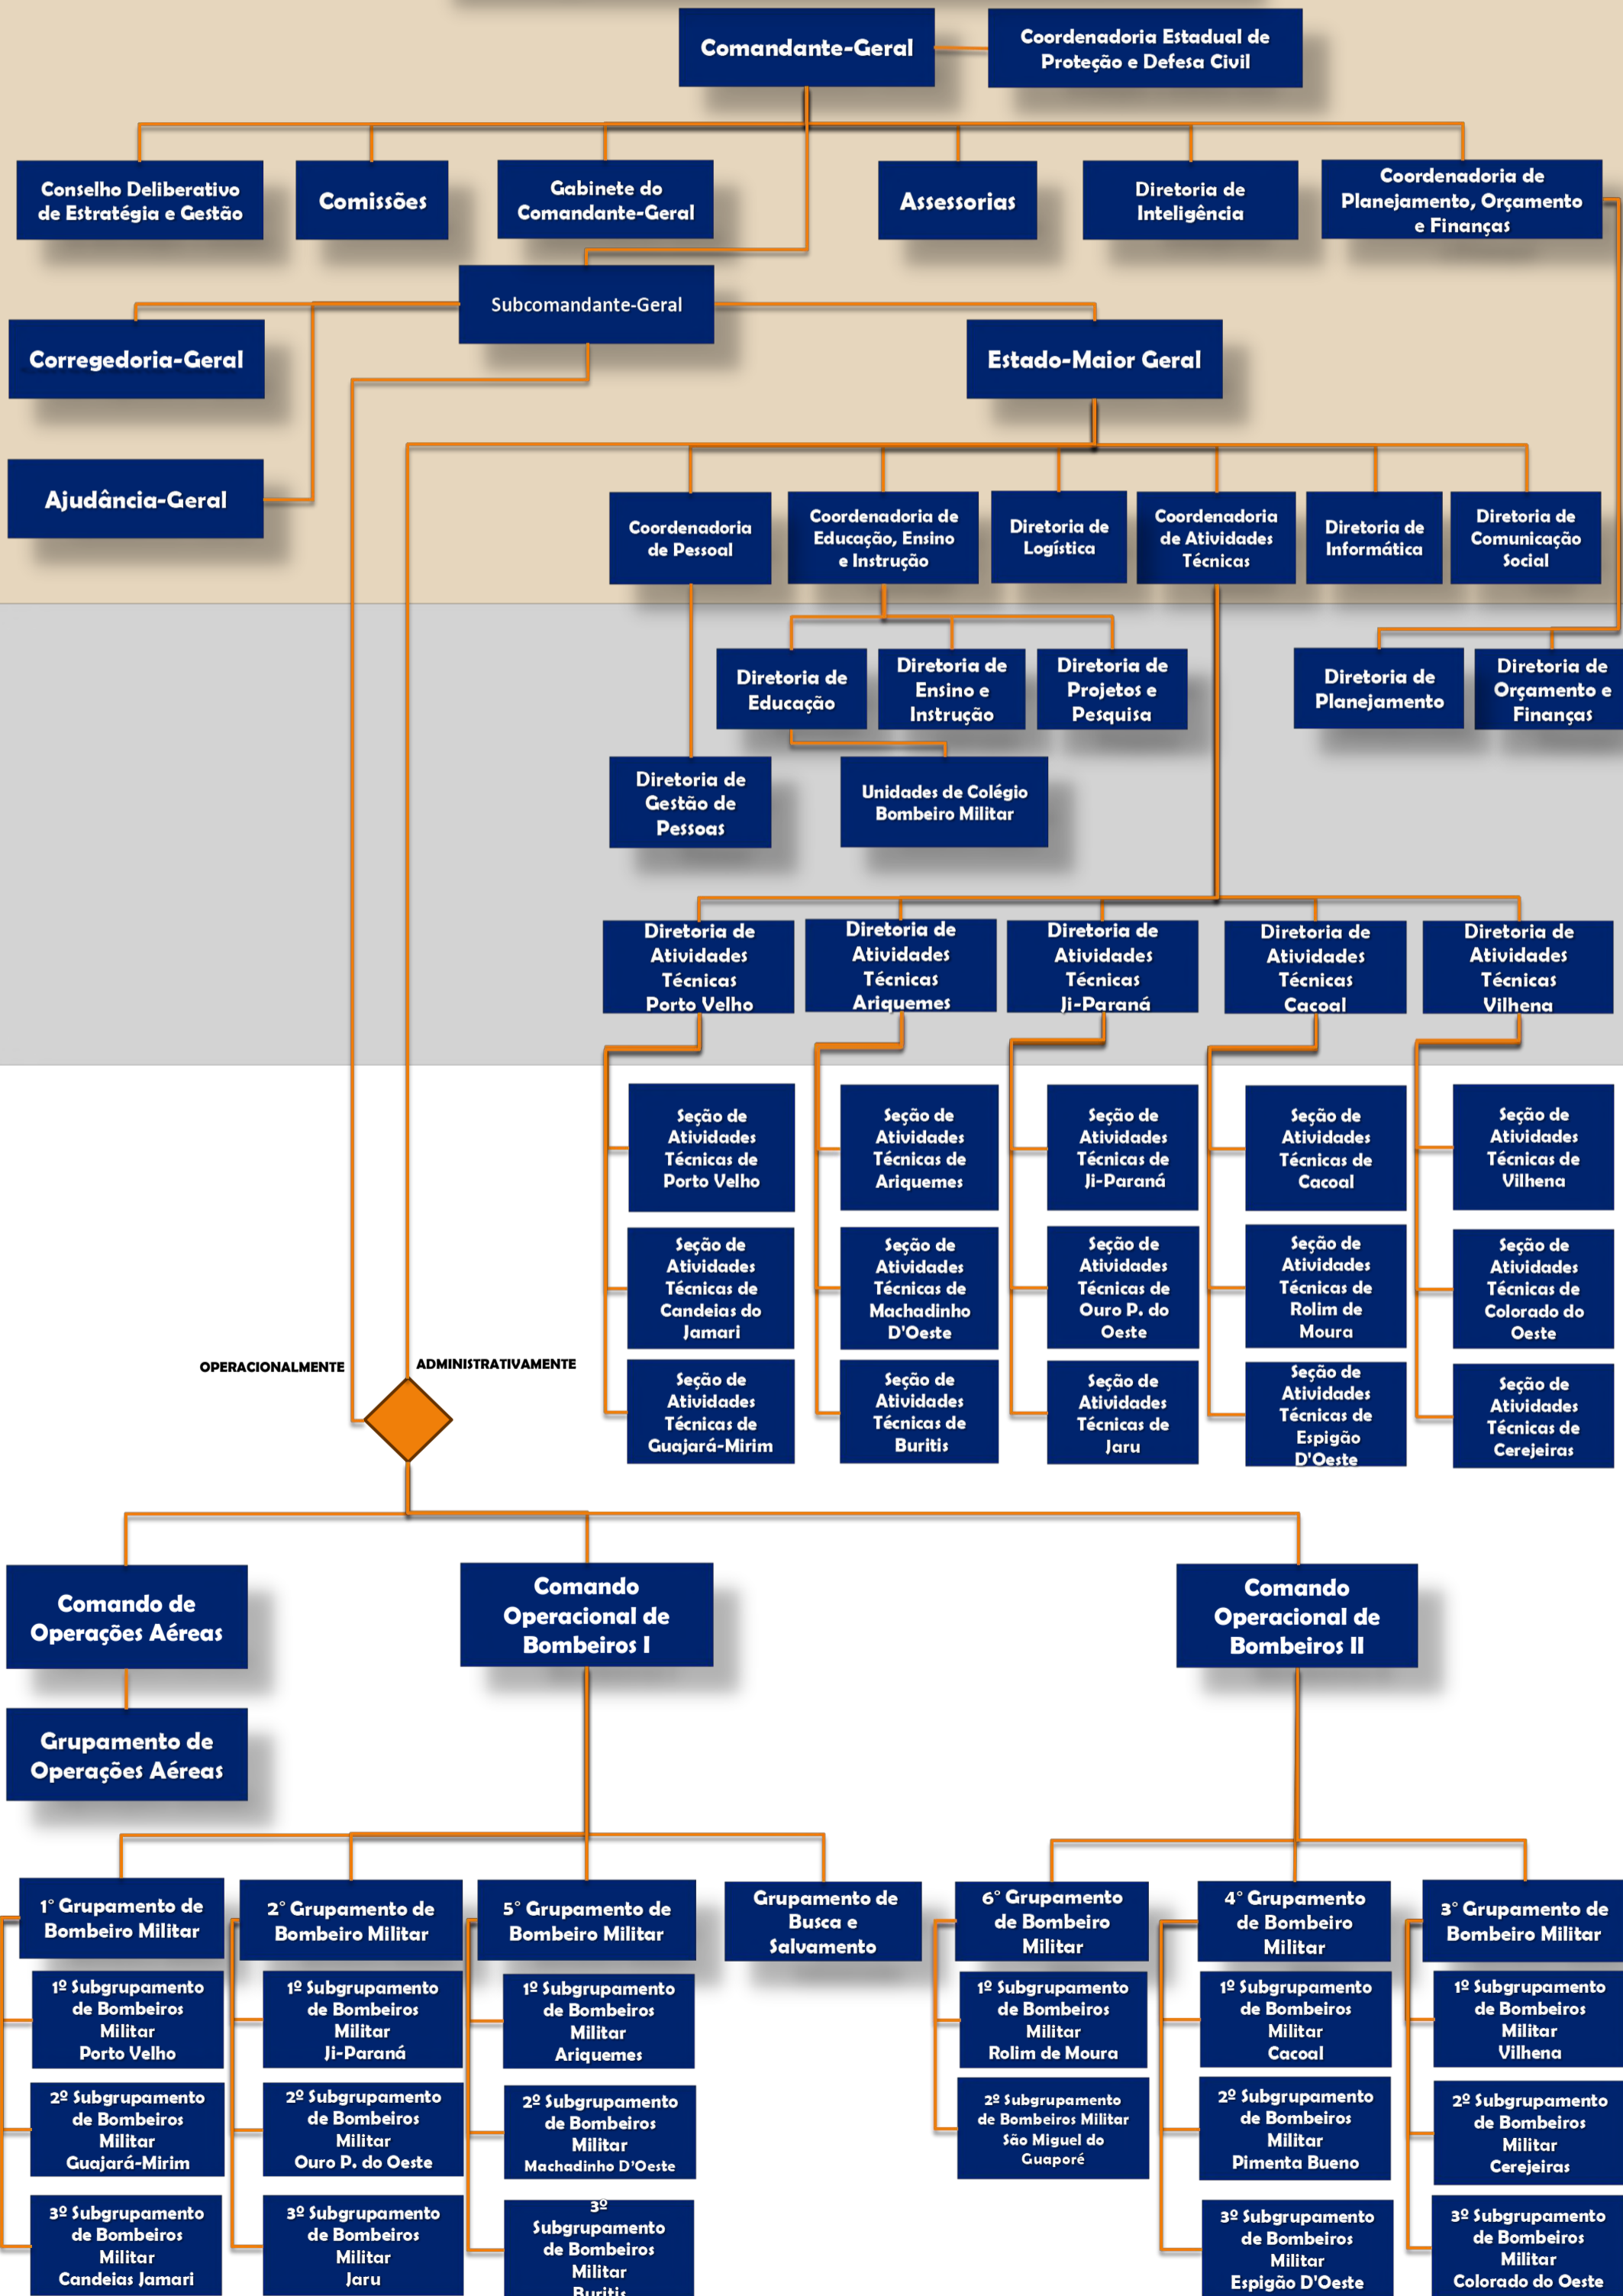 Comandante-Geral
Coordenadoria Estadual de
Proteção e Defesa Civil
Conselho Deliberativo
de Estratégia e Gestão
Comissões
Gabinete do
Comandante-Geral
Assessorias
Diretoria de
Inteligência
Coordenadoria de
Planejamento, Orçamento
e Finanças
Subcomandante-Geral
Corregedoria-Geral
Estado-Maior Geral
Ajudância-Geral
Coordenadoria
de Pessoal
Coordenadoria de
Educação, Ensino
e Instrução
Diretoria de
Logística
Coordenadoria
de Atividades
Técnicas
Diretoria de
Informática
Diretoria de
Comunicação
Social
Diretoria de
Educação
Diretoria de
Ensino e
Instrução
Diretoria de
Projetos e
Pesquisa
Diretoria de
Planejamento
Diretoria de
Orçamento e
Finanças
Diretoria de
Gestão de
Pessoas
Unidades de Colégio
Bombeiro Militar
Diretoria de
Atividades
Técnicas
Porto Velho
Diretoria de
Atividades
Técnicas
Ariquemes
Diretoria de
Atividades
Técnicas
Ji-Paraná
Diretoria de
Atividades
Técnicas
Cacoal
Diretoria de
Atividades
Técnicas
Vilhena
Seção de
Atividades
Técnicas de
Porto Velho
Seção de
Atividades
Técnicas de
Ariquemes
Seção de
Atividades
Técnicas de
Ji-Paraná
Seção de
Atividades
Técnicas de
Cacoal
Seção de
Atividades
Técnicas de
Vilhena
Seção de
Atividades
Técnicas de
Candeias do
Jamari
Seção de
Atividades
Técnicas de
Machadinho
D'Oeste
Seção de
Atividades
Técnicas de
Ouro P. do
Oeste
Seção de
Atividades
Técnicas de
Rolim de
Moura
Seção de
Atividades
Técnicas de
Colorado do
Oeste
Seção de
Atividades
Técnicas de
Guajará-Mirim
Seção de
Atividades
Técnicas de
Buritis
Seção de
Atividades
Técnicas de
Jaru
Seção de
Atividades
Técnicas de
Espigão
D'Oeste
Seção de
Atividades
Técnicas de
Cerejeiras
OPERACIONALMENTE
ADMINISTRATIVAMENTE
Comando de
Operações Aéreas
Comando
Operacional de
Bombeiros I
Comando
Operacional de
Bombeiros II
Grupamento de
Operações Aéreas
1° Grupamento de
Bombeiro Militar
2° Grupamento de
Bombeiro Militar
5° Grupamento de
Bombeiro Militar
Grupamento de
Busca e
Salvamento
6° Grupamento
de Bombeiro
Militar
4° Grupamento
de Bombeiro
Militar
3° Grupamento de
Bombeiro Militar
1º Subgrupamento
de Bombeiros
Militar
Porto Velho
1º Subgrupamento
de Bombeiros
Militar
Ji-Paraná
1º Subgrupamento
de Bombeiros
Militar
Ariquemes
1º Subgrupamento
de Bombeiros
Militar
Rolim de Moura
1º Subgrupamento
de Bombeiros
Militar
Cacoal
1º Subgrupamento
de Bombeiros
Militar
Vilhena
2º Subgrupamento
de Bombeiros
Militar
Guajará-Mirim
2º Subgrupamento
de Bombeiros
Militar
Ouro P. do Oeste
2º Subgrupamento
de Bombeiros
Militar
Machadinho D'Oeste
2º Subgrupamento
de Bombeiros Militar
São Miguel do
Guaporé
2º Subgrupamento
de Bombeiros
Militar
Pimenta Bueno
2º Subgrupamento
de Bombeiros
Militar
Cerejeiras
3º Subgrupamento
de Bombeiros
Militar
Candeias Jamari
3º Subgrupamento
de Bombeiros
Militar
Jaru
3º
Subgrupamento
de Bombeiros
Militar
Buritis
3º Subgrupamento
de Bombeiros
Militar
Espigão D'Oeste
3º Subgrupamento
de Bombeiros
Militar
Colorado do Oeste